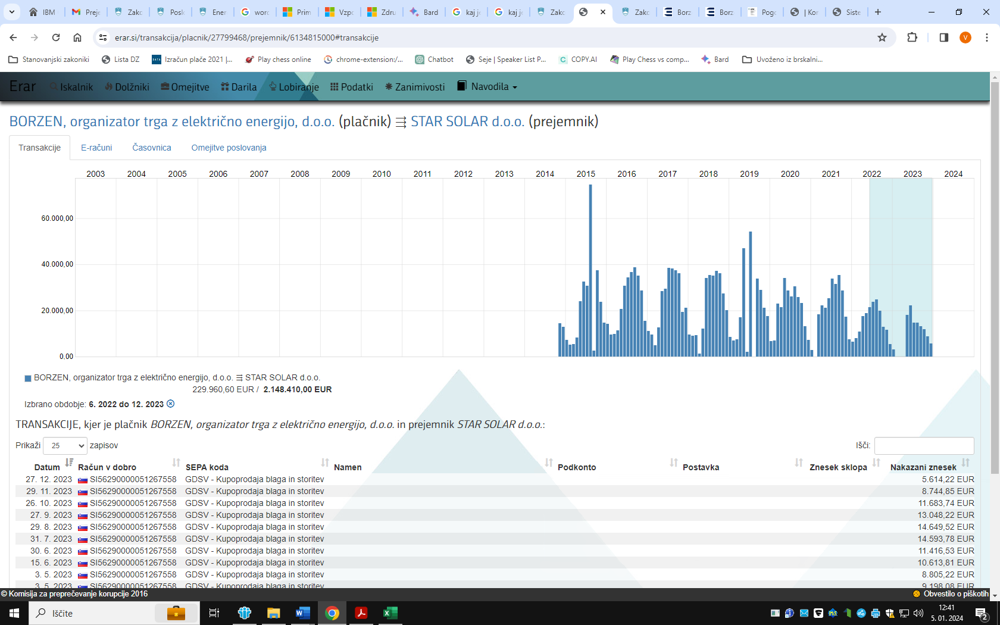 IBM
Preje
Zako
Poslo
Ener
word
Prim
Vzpo
Zdru
Bard
kaj je
kaj je
Zako
Zako
Borz
Borz
Pogo
| Kor
Siste
erar.si/transakcija/placnik/27799468/prejemnik/6134815000#transakcije
V
Stanovanjski zakoniki
Lista DZ
Izračun plače 2021 |...
Play chess online
chrome-extension:/...
Chatbot
Seje | Speaker List P...
COPY.AI
Play Chess vs comp...
Bard
Uvoženo iz brskalni...
Erar Iskalnik Dolžniki Omejitve Darila Lobiranje Podatki Zanimivosti Navodila
BORZEN, organizator trga z električno energijo, d.o.o. (plačnik) ⇶ STAR SOLAR d.o.o. (prejemnik)
Transakcije E-računi Časovnica Omejitve poslovanja
2003 2004 2005 2006 2007 2008 2009 2010 2011 2012 2013 2014 2015 2016 2017 2018 2019 2020 2021 2022 2023 2024
60.000,00
40.000,00
20.000,00
0,00
BORZEN, organizator trga z električno energijo, d.o.o. ⇶ STAR SOLAR d.o.o.
229.960,60 EUR / 2.148.410,00 EUR
Izbrano obdobje: 6. 2022 do 12. 2023
TRANSAKCIJE, kjer je plačnik BORZEN, organizator trga z električno energijo, d.o.o. in prejemnik STAR SOLAR d.o.o.:
Prikaži 25 zapisov Išči:
Datum Račun v dobro SEPA koda Namen Podkonto Postavka Znesek sklopa Nakazani znesek
27. 12. 2023 SI56290000051267558 GDSV - Kupoprodaja blaga in storitev 5.614,22 EUR
29. 11. 2023 SI56290000051267558 GDSV - Kupoprodaja blaga in storitev 8.744,85 EUR
26. 10. 2023 SI56290000051267558 GDSV - Kupoprodaja blaga in storitev 11.683,74 EUR
27. 9. 2023 SI56290000051267558 GDSV - Kupoprodaja blaga in storitev 13.048,22 EUR
29. 8. 2023 SI56290000051267558 GDSV - Kupoprodaja blaga in storitev 14.649,52 EUR
31. 7. 2023 SI56290000051267558 GDSV - Kupoprodaja blaga in storitev 14.593,78 EUR
30. 6. 2023 SI56290000051267558 GDSV - Kupoprodaja blaga in storitev 11.416,53 EUR
15. 6. 2023 SI56290000051267558 GDSV - Kupoprodaja blaga in storitev 10.613,81 EUR
3. 5. 2023 SI56290000051267558 GDSV - Kupoprodaja blaga in storitev 8.805,22 EUR
3. 5. 2023 SI56290000051267558 GDSV - Kupoprodaja blaga in storitev 9.198,08 EUR
© Komisija za preprečevanje korupcije 2016 Obvestilo o piškotih
Iščite
12:41
5. 01. 2024
2